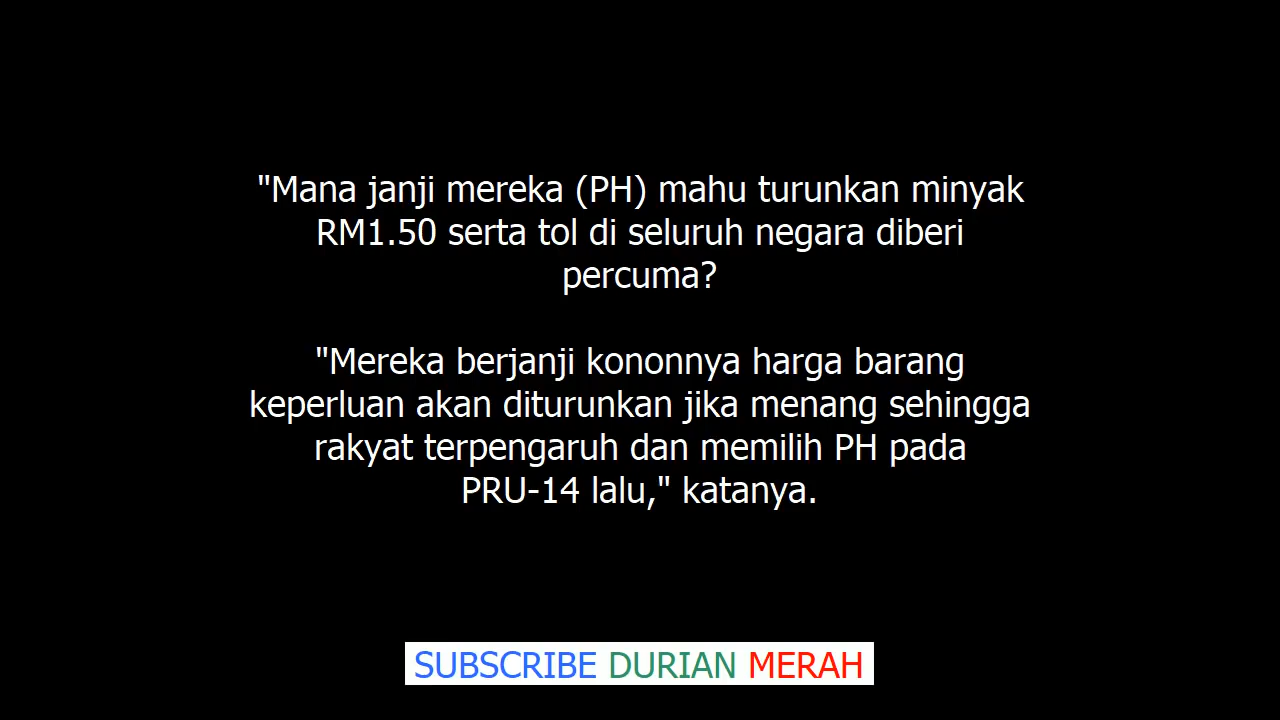 "Mana janji mereka (PH) mahu turunkan minyak
RM1.50 serta tol di seluruh negara diberi
percuma?
"Mereka berjanji kononnya harga barang
keperluan akan diturunkan jika menang sehingga
rakyat terpengaruh dan memilih PH pada
PRU-14 lalu," katanya.
SUBSCRIBE DURIAN MERAH